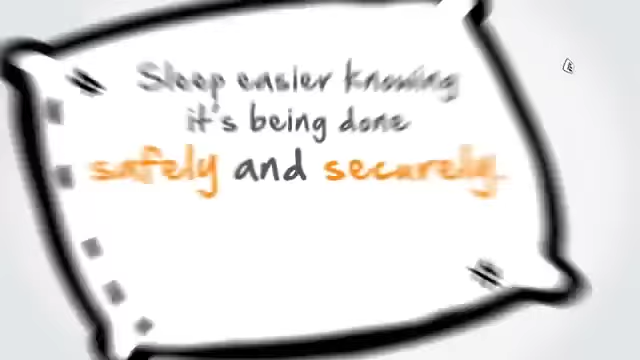 Sleep easier knowing
it's being done
safely and securely.